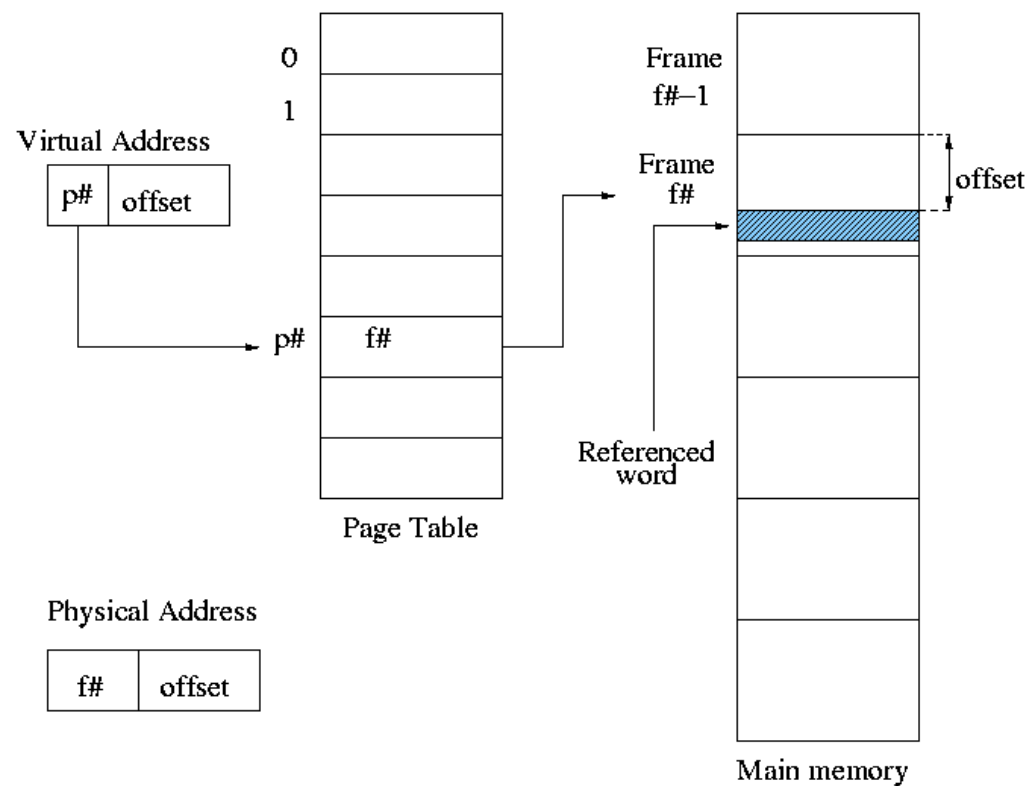 0
1
Virtual Address
p#
offset
p#
f#
Page Table
Physical Address
f#
offset
Frame
f#–1
Frame
f#
offset
Referenced
word
Main memory